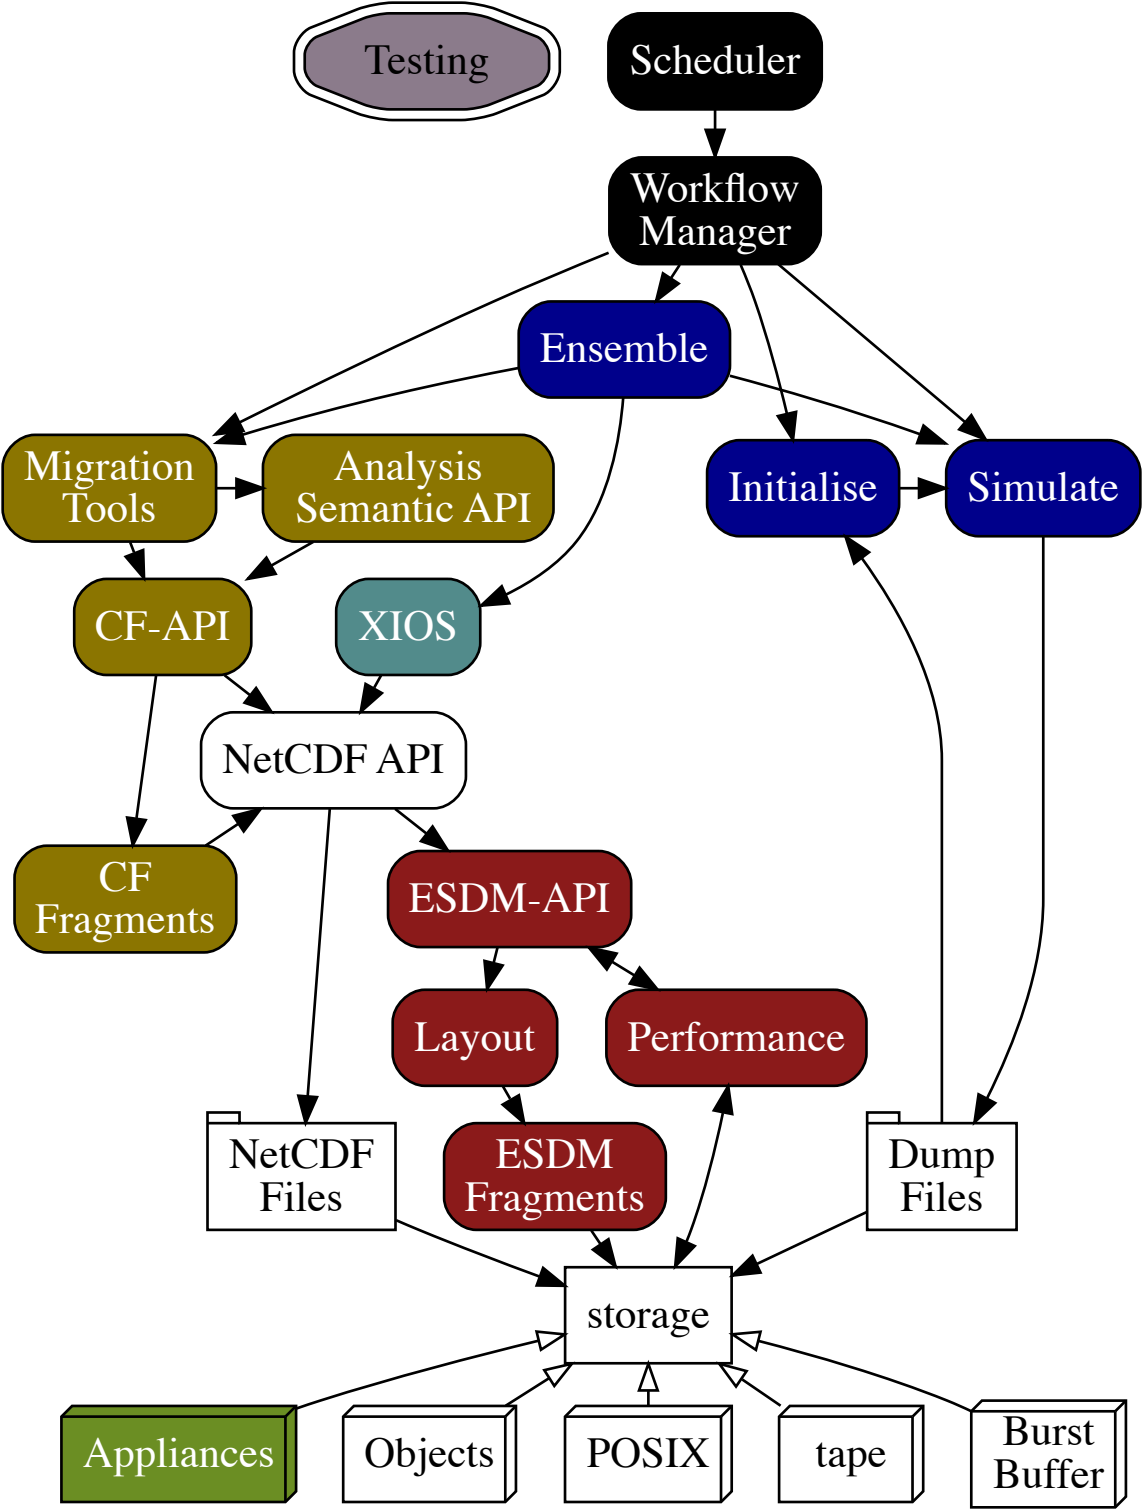 Testing
Scheduler
Workflow
Manager
Ensemble
Migration
Tools
Analysis
Semantic API
Initialise
Simulate
CF-API
XIOS
NetCDF API
CF
Fragments
ESDM-API
Layout
Performance
NetCDF
Files
ESDM
Fragments
Dump
Files
storage
Appliances
Objects
POSIX
tape
Burst
Buffer